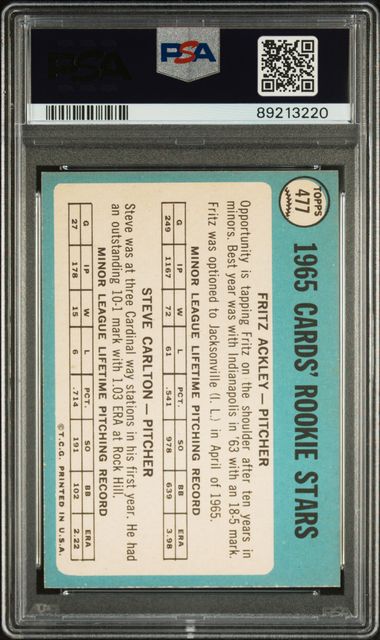 PSA
PSA
89213220
TOPPS
477
1965 CARDS' ROOKIE STARS
FRITZ ACKLEY—PITCHER
Opportunity is tapping Fritz on the shoulder after ten years in
minors. Best year was with Indianapolis in '63 with an 18-5 mark.
Fritz was optioned to Jacksonville (I. L.) in April of 1965.
MINOR LEAGUE LIFETIME PITCHING RECORD
G IP W L PCT. SO BB ERA
249 1167 72 61 .541 978 639 3.98
STEVE CARLTON—PITCHER
Steve was at three Cardinal way stations in his first year. He had
an outstanding 10-1 mark with 1.03 ERA at Rock Hill.
MINOR LEAGUE LIFETIME PITCHING RECORD
G IP W L PCT. SO BB ERA
27 178 15 6 .714 191 102 2.22
©T.C.G. PRINTED IN U.S.A.